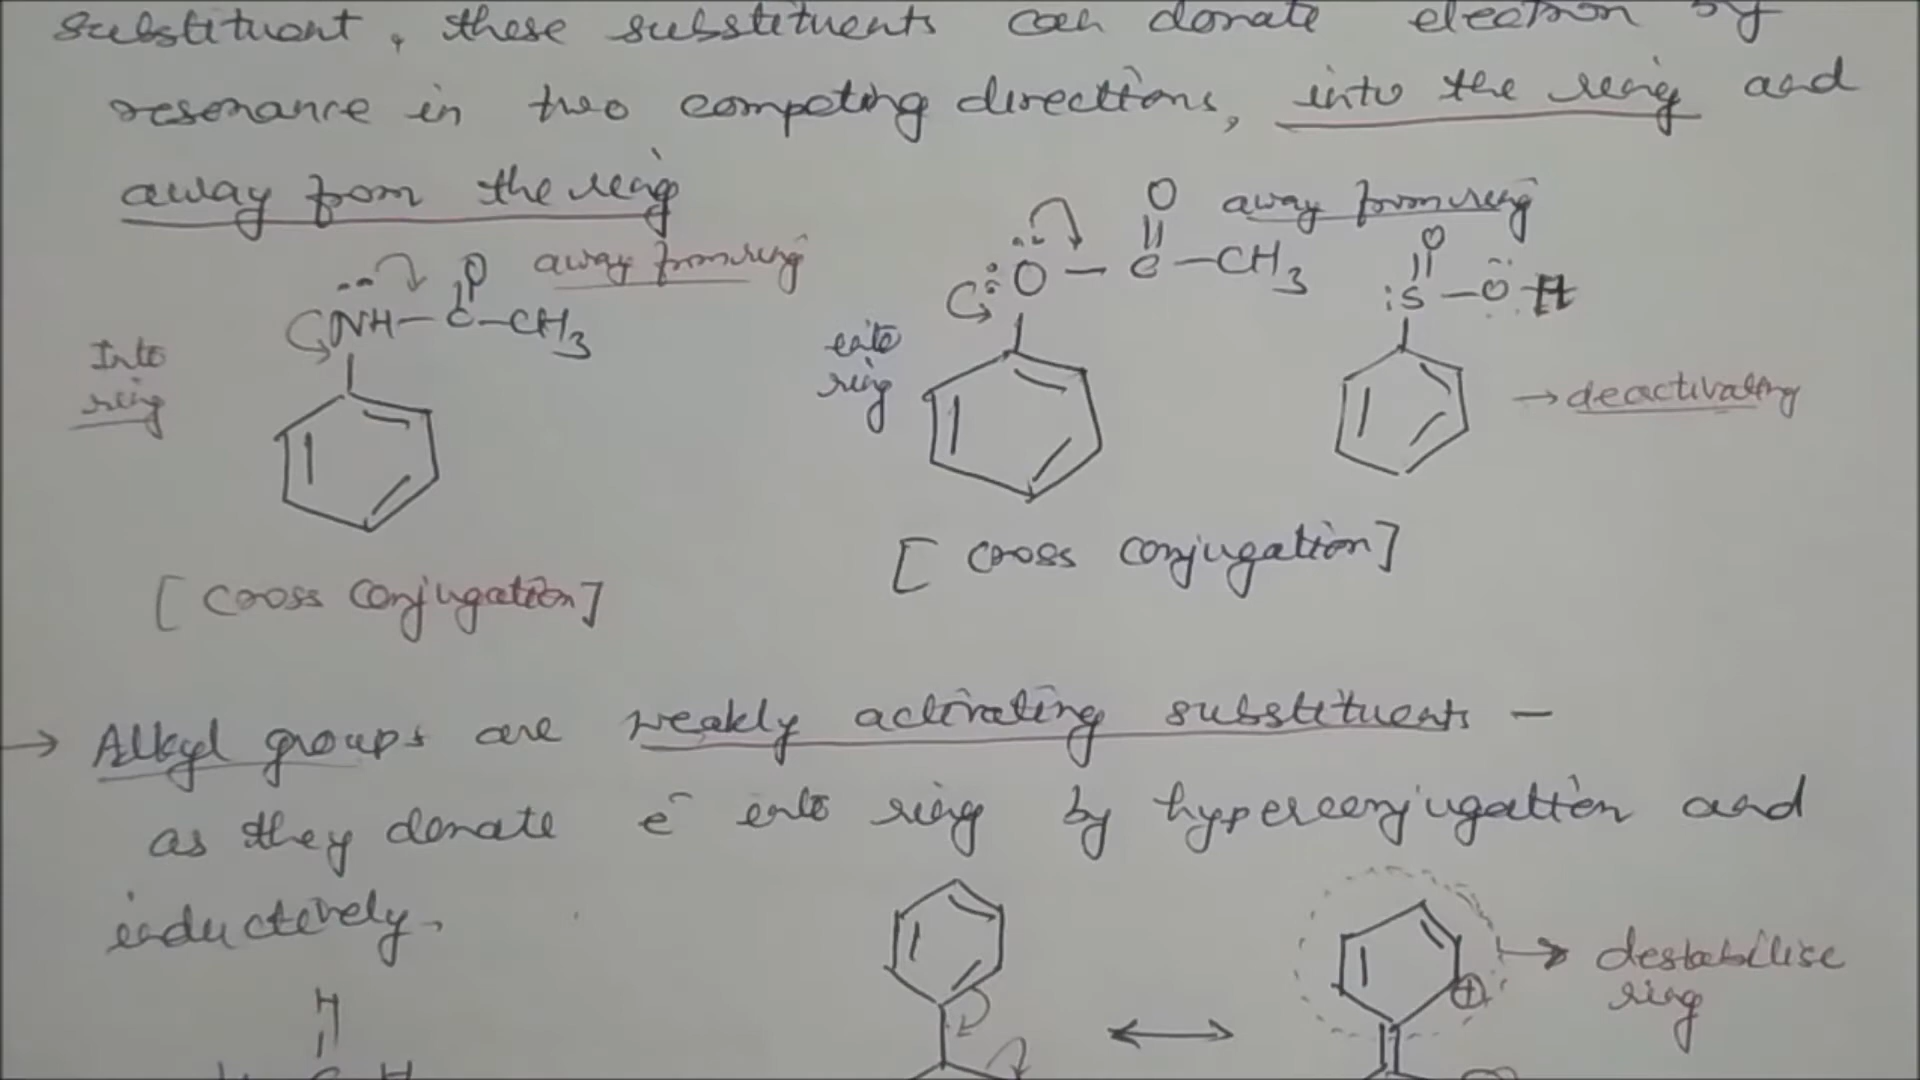 substituent, these substituents can donate electron by
resonance in two competing directions, into the ring and
away from the ring
O away from ring
O away from ring
O
:O – C – CH3
NH – C – CH3
:S – O H
Into
ring
into
ring
→ deactivating
[ Cross conjugation]
[ Cross Conjugation]
→ Alkyl groups are weakly activating substituents –
as they donate e⁻ into ring by hyperconjugation and
inductively.
→ destabilise
ring
⊕
H
C H